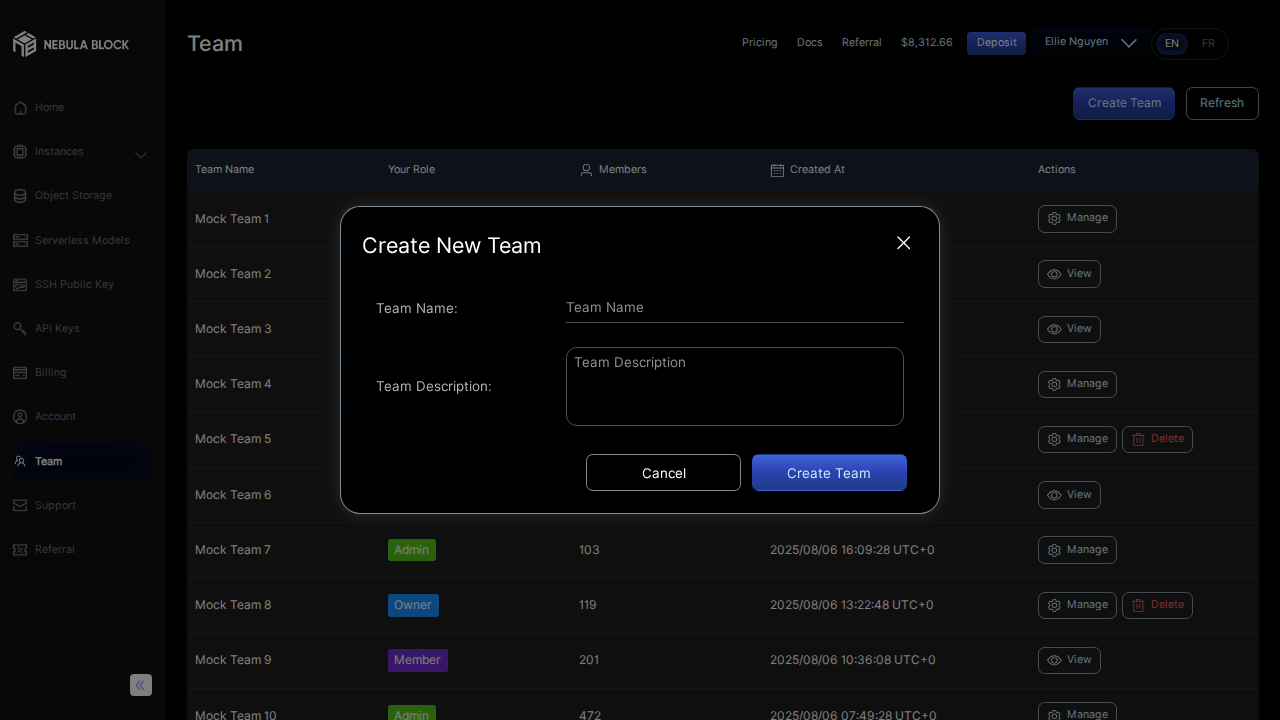 NEBULA BLOCK
Team
Pricing
Docs
Referral
$8,312.66
Deposit
Ellie Nguyen
EN
FR
Home
Instances
Object Storage
Serverless Models
SSH Public Key
API Keys
Billing
Account
Team
Support
Referral
Create Team
Refresh
Team Name
Your Role
Members
Created At
Actions
Mock Team 1
Manage
Mock Team 2
View
Mock Team 3
View
Mock Team 4
Manage
Mock Team 5
Manage
Delete
Mock Team 6
View
Mock Team 7
Admin
103
2025/08/06 16:09:28 UTC+0
Manage
Mock Team 8
Owner
119
2025/08/06 13:22:48 UTC+0
Manage
Delete
Mock Team 9
Member
201
2025/08/06 10:36:08 UTC+0
View
Mock Team 10
Admin
472
2025/08/06 07:49:28 UTC+0
Manage
Create New Team
Team Name:
Team Name
Team Description:
Team Description
Cancel
Create Team